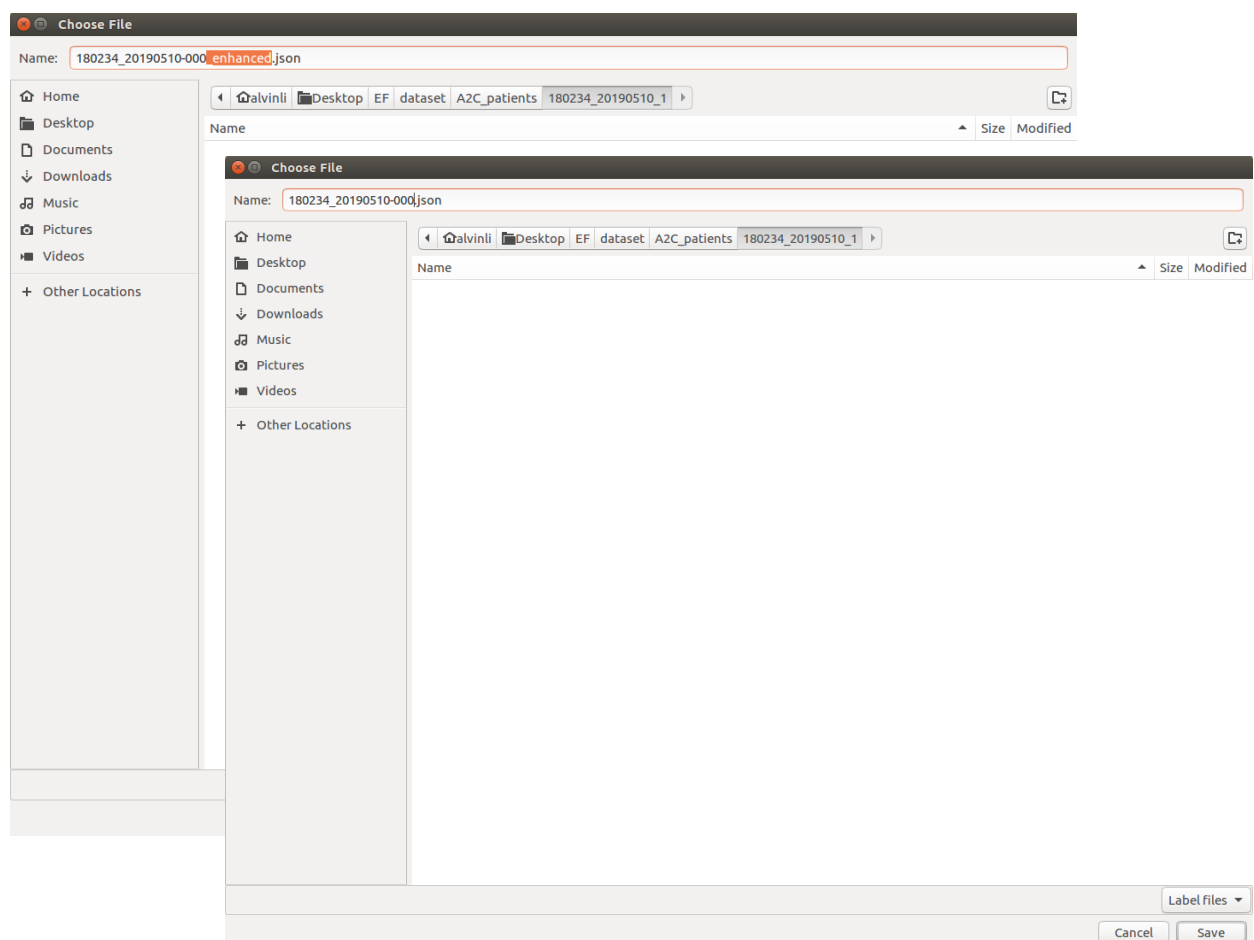 Choose File
Name: 180234_20190510-000_enhanced.json
Home
alvinli Desktop EF dataset A2C_patients 180234_20190510_1
Desktop
Name Size Modified
Documents
Downloads
Music
Pictures
Videos
+ Other Locations
Choose File
Name: 180234_20190510-000.json
Home
alvinli Desktop EF dataset A2C_patients 180234_20190510_1
Desktop
Name Size Modified
Documents
Downloads
Music
Pictures
Videos
+ Other Locations
Label files
Cancel Save